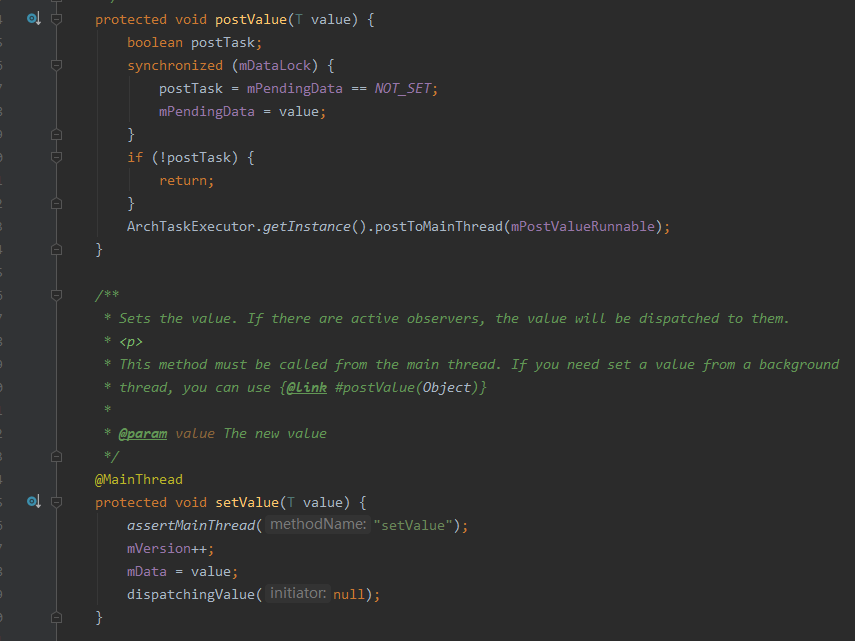 protected void postValue(T value) {
boolean postTask;
synchronized (mDataLock) {
postTask = mPendingData == NOT_SET;
mPendingData = value;
}
if (!postTask) {
return;
}
ArchTaskExecutor.getInstance().postToMainThread(mPostValueRunnable);
}
/**
* Sets the value. If there are active observers, the value will be dispatched to them.
* <p>
* This method must be called from the main thread. If you need set a value from a background
* thread, you can use {@link #postValue(Object)}
*
* @param value The new value
*/
@MainThread
protected void setValue(T value) {
assertMainThread( methodName: "setValue");
mVersion++;
mData = value;
dispatchingValue( initiator: null);
}